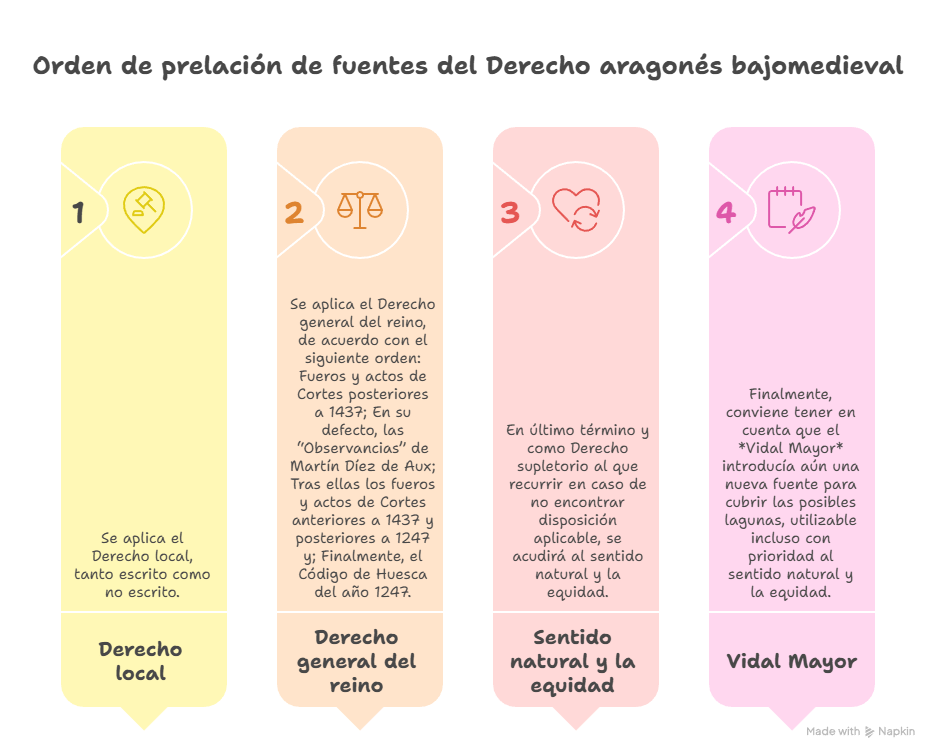 Orden de prelación de fuentes del Derecho aragonés bajomedieval
1
Se aplica el
Derecho local,
tanto escrito como
no escrito.
Derecho
local
2
Se aplica el Derecho
general del reino,
de acuerdo con el
siguiente orden:
Fueros y actos de
Cortes posteriores
a 1437; En su
defecto, las
"Observancias" de
Martín Díez de Aux;
Tras ellas los fueros
y actos de Cortes
anteriores a 1437 y
posteriores a 1247
y; Finalmente, el
Código de Huesca
del año 1247.
Derecho
general del
reino
3
En último término y
como Derecho
supletorio al que
recurrir en caso de
no encontrar
disposición
aplicable, se
acudirá al sentido
natural y la
equidad.
Sentido
natural y la
equidad
4
Finalmente,
conviene tener en
cuenta que el
*Vidal Mayor*
introducía aún una
nueva fuente para
cubrir las posibles
lagunas, utilizable
incluso con
prioridad al
sentido natural y
la equidad.
Vidal Mayor
Made with Napkin